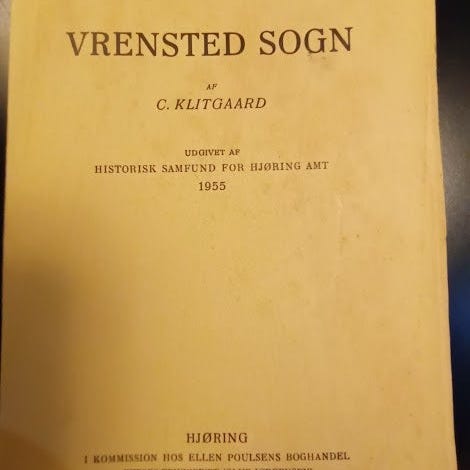 VRENSTED SOGN
AF
C. KLITGAARD
UDGIVET AF
HISTORISK SAMFUND FOR HJØRING AMT
1955
HJØRING
I KOMMISSION HOS ELLEN POULSENS BOGHANDEL